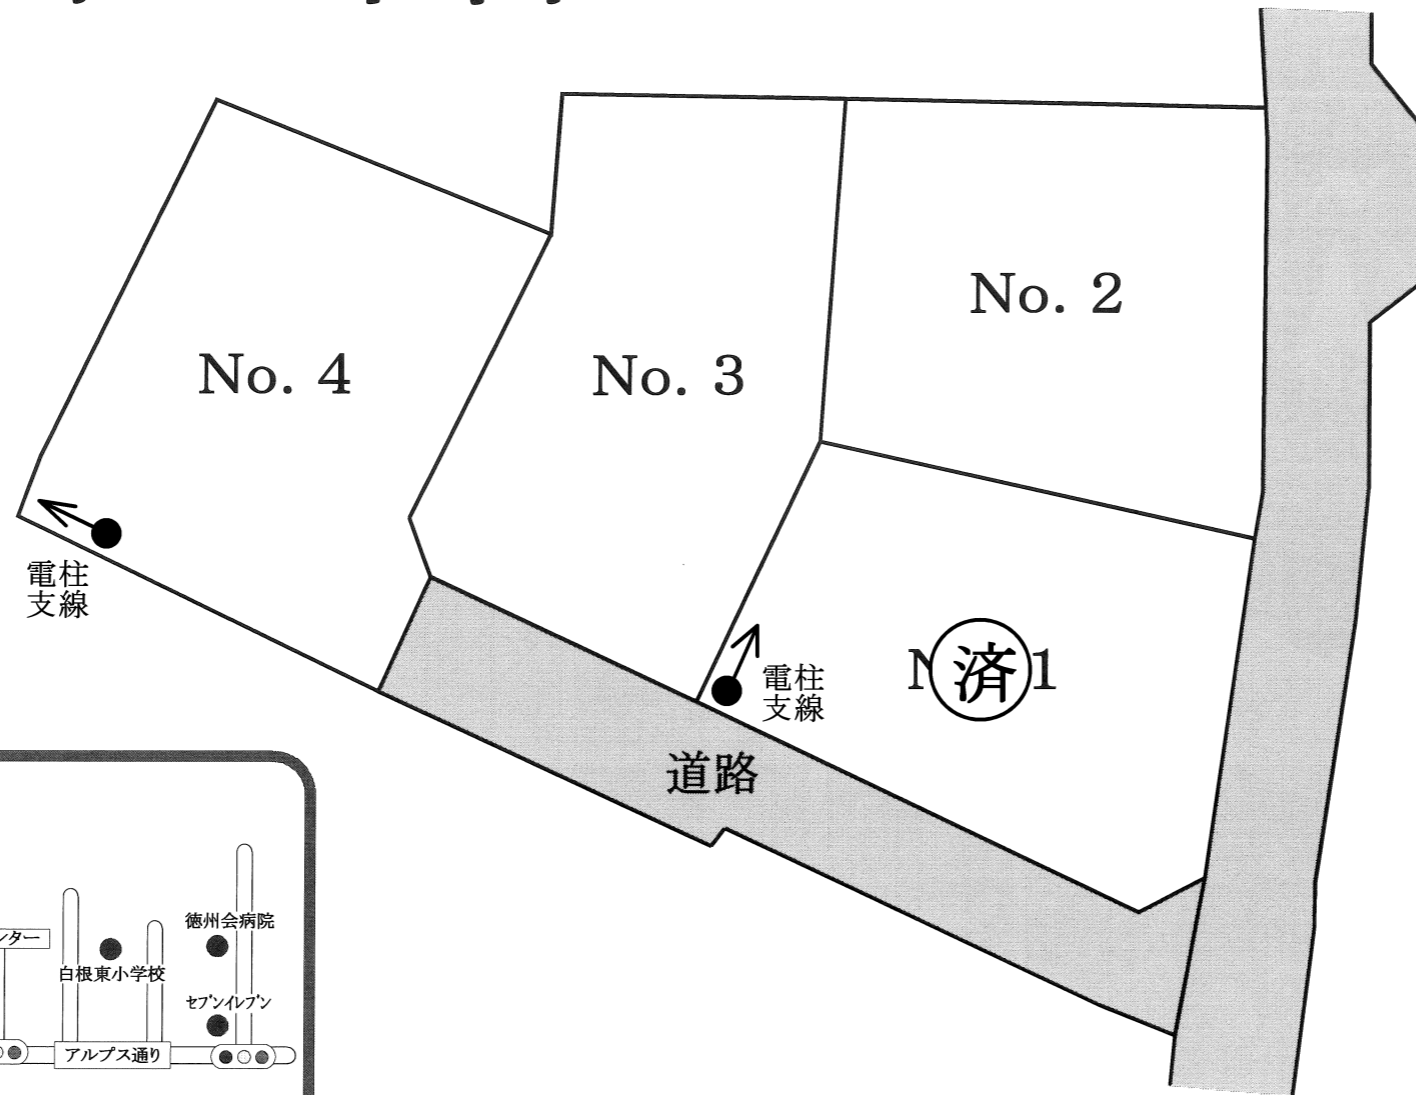 No. 2
No. 4
No. 3
電柱
支線
電柱
支線
済
1
道路
徳州会病院
ンター
白根東小学校
セブンイレブン
アルプス通り